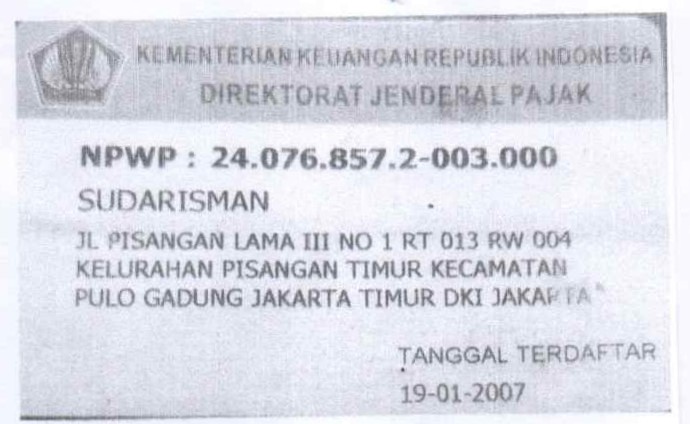 KEMENTERIAN KEUANGAN REPUBLIK INDONESIA
DIREKTORAT JENDERAL PAJAK
NPWP : 24.076.857.2-003.000
SUDARISMAN
JL PISANGAN LAMA III NO 1 RT 013 RW 004
KELURAHAN PISANGAN TIMUR KECAMATAN
PULO GADUNG JAKARTA TIMUR DKI JAKARTA
TANGGAL TERDAFTAR
19-01-2007